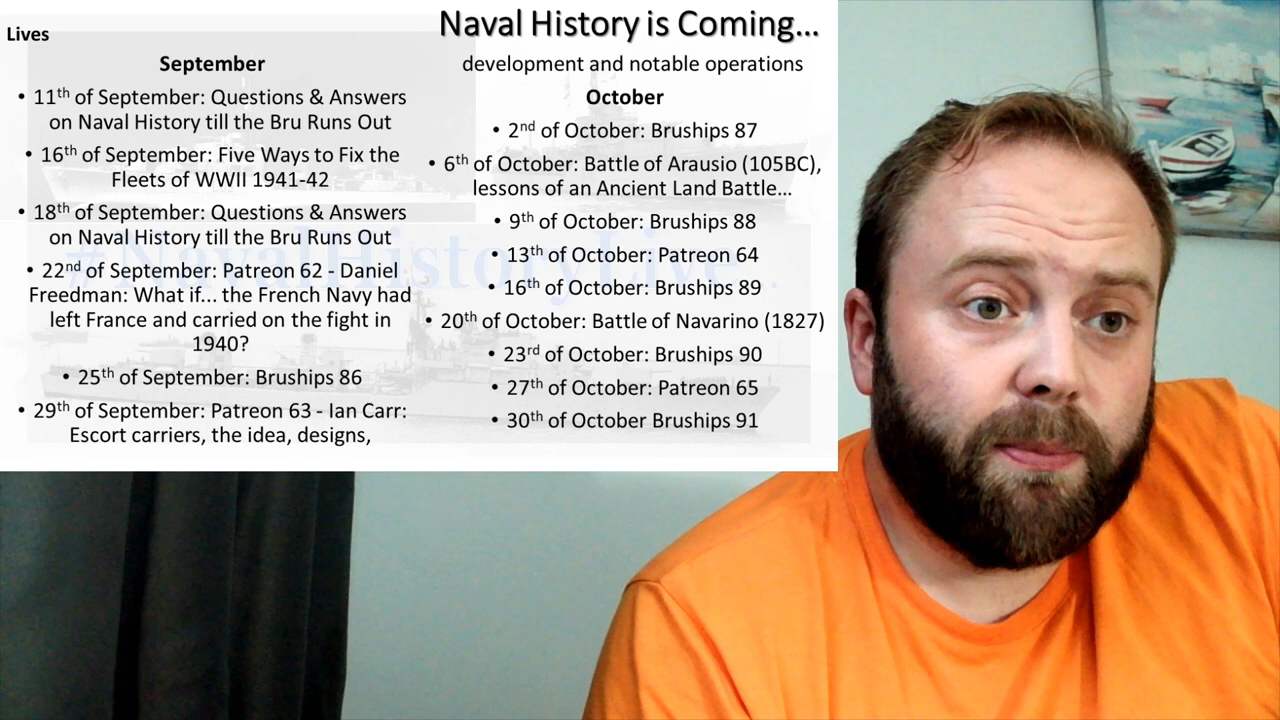 Naval History is Coming…
Lives
September
• 11th of September: Questions & Answers
on Naval History till the Bru Runs Out
• 16th of September: Five Ways to Fix the
Fleets of WWII 1941-42
• 18th of September: Questions & Answers
on Naval History till the Bru Runs Out
• 22nd of September: Patreon 62 - Daniel
Freedman: What if... the French Navy had
left France and carried on the fight in
1940?
• 25th of September: Bruships 86
• 29th of September: Patreon 63 - Ian Carr:
Escort carriers, the idea, designs,
development and notable operations
October
• 2nd of October: Bruships 87
• 6th of October: Battle of Arausio (105BC),
lessons of an Ancient Land Battle…
• 9th of October: Bruships 88
• 13th of October: Patreon 64
• 16th of October: Bruships 89
• 20th of October: Battle of Navarino (1827)
• 23rd of October: Bruships 90
• 27th of October: Patreon 65
• 30th of October Bruships 91
#NavalHistoryLive...